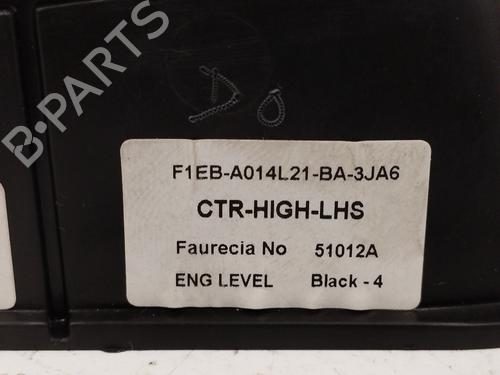 B-PARTS
F1EB-A014L21-BA-3JA6
CTR-HIGH-LHS
Faurecia No 51012A
ENG LEVEL Black - 4